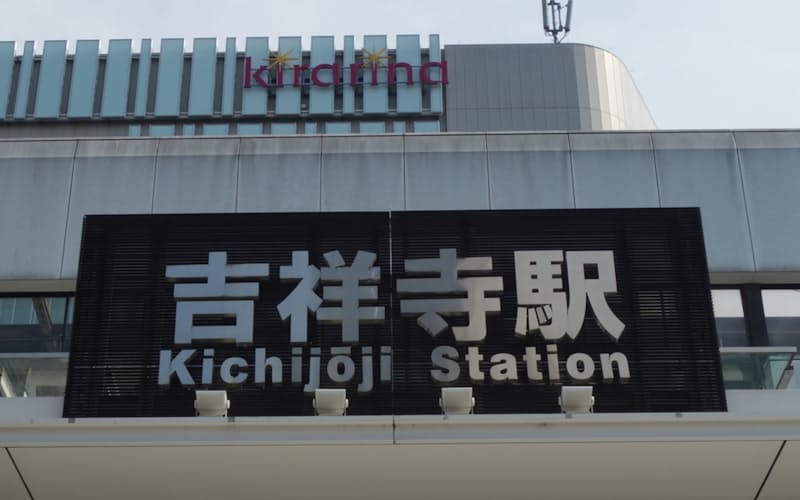 kirarina
吉祥寺駅
Kichijōji Station